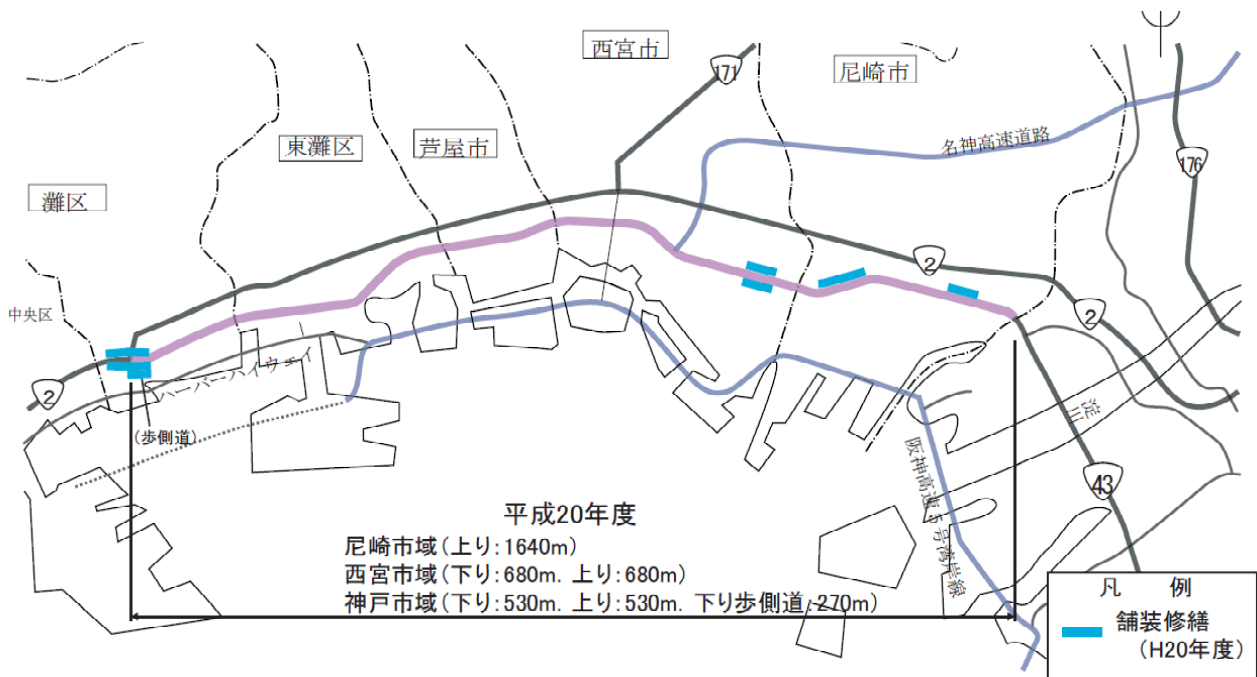 西宮市
尼崎市
171
東灘区
芦屋市
名神高速道路
176
灘区
2
中央区
2
ハーバーハイウェイ
2
(歩側道)
淀川
阪神高速5号湾岸線
43
平成20年度
尼崎市域(上り:1640m)
西宮市域(下り:680m. 上り:680m)
神戸市域(下り:530m. 上り:530m. 下り歩側道:270m)
凡 例
舗装修繕
(H20年度)